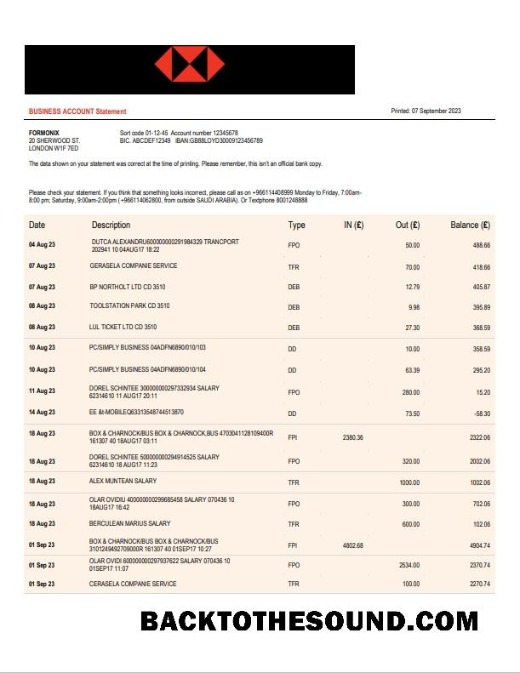 BUSINESS ACCOUNT Statement
Printed: 07 September 2023
FORMONIX
Sort code 01-12-45 Account number 12345678
20 SHERWOOD ST.
BIC. ABCDEF12349 IBAN:GB88LOYD30009123456789
LONDON W1F 7ED
The data shown on your statement was correct at the time of printing. Please remember, this isn't an official bank copy.
Please check your statement. If you think that something looks incorrect, please call as on +966114408999 Monday to Friday, 7:00am-
8:00 pm; Saturday, 9:00am-2:00pm (+966114062800, from outside SAUDI ARABIA). Or Textphone 8001248888
Date Description Type IN (£) Out (£) Balance (£)
04 Aug 23 DUTCA ALEXANDRU600000000291984329 TRANCPORT FPO 50.00 488.66
202941 10 04AUG17 18:22
07 Aug 23 GERASELA COMPANIE SERVICE TFR 70.00 418.66
07 Aug 23 BP NORTHOLT LTD CD 3510 DEB 12.79 405.87
08 Aug 23 TOOLSTATION PARK CD 3510 DEB 9.98 395.89
08 Aug 23 LUL TICKET LTD CD 3510 DEB 27.30 368.59
10 Aug 23 PC/SIMPLY BUSINESS 04ADFN6890/010/103 DD 10.00 358.59
10 Aug 23 PC/SIMPLY BUSINESS 04ADFN6890/010/104 DD 63.39 295.20
11 Aug 23 DOREL SCHINTEE 300000000297332934 SALARY FPO 280.00 15.20
62314610 11 AUG17 20:11
14 Aug 23 EE &t-MOBILEQ63313548744513870 DD 73.50 -58.30
18 Aug 23 BOX & CHARNOCK/BUS BOX & CHARNOCK,BUS 4703041128109400R FPI 2380.36 2322.06
161307 40 18AUG17 03:11
18 Aug 23 DOREL SCHINTEE 500000000294914525 SALARY FPO 320.00 2002.06
62314610 18 AUG17 11:23
18 Aug 23 ALEX MUNTEAN SALARY TFR 1000.00 1002.06
18 Aug 23 OLAR OVIDIU 400000000299685458 SALARY 070436 10 FPO 300.00 702.06
18AUG17 16:42
18 Aug 23 BERCULEAN MARIUS SALARY TFR 600.00 102.06
01 Sep 23 BOX & CHARNOCK/BUS BOX & CHARNOCK/BUS FPI 4802.68 4904.74
3101249492709000R 161307 40 01SEP17 10:27
01 Sep 23 OLAR OVIDI 600000000297937622 SALARY 070436 10 FPO 2534.00 2370.74
01SEP17 11:07
01 Sep 23 CERASELA COMPANIE SERVICE TFR 100.00 2270.74
BACKTOTHESOUND.COM